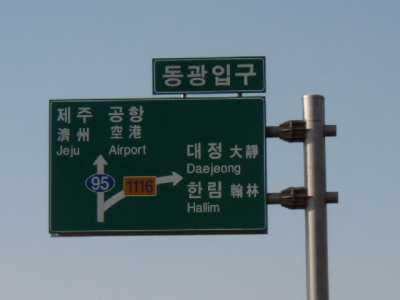 동광입구
제주 공항
濟州 空港
Jeju Airport
대정 大靜
Daejeong
95 1116
한림 翰林
Hallim